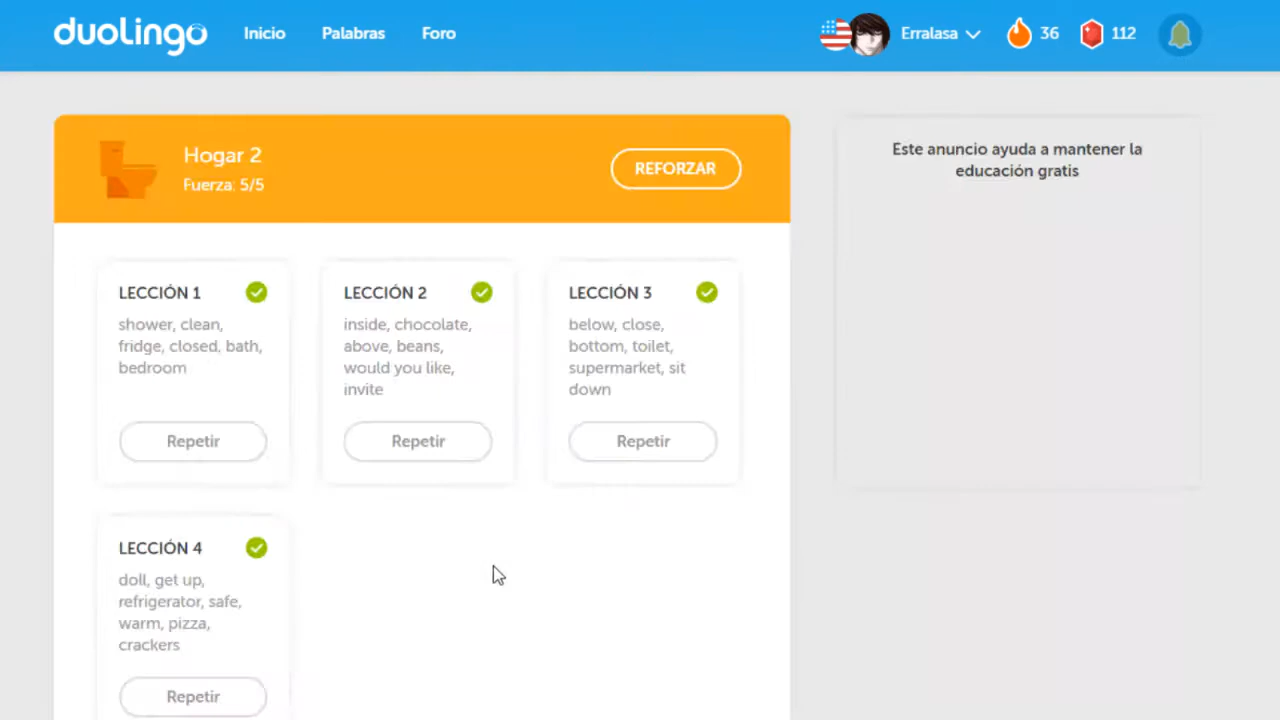 duolingo Inicio Palabras Foro Erralasa 36 112
Hogar 2
Fuerza: 5/5
REFORZAR
Este anuncio ayuda a mantener la
educación gratis
LECCIÓN 1
shower, clean,
fridge, closed, bath,
bedroom
Repetir
LECCIÓN 2
inside, chocolate,
above, beans,
would you like,
invite
Repetir
LECCIÓN 3
below, close,
bottom, toilet,
supermarket, sit
down
Repetir
LECCIÓN 4
doll, get up,
refrigerator, safe,
warm, pizza,
crackers
Repetir